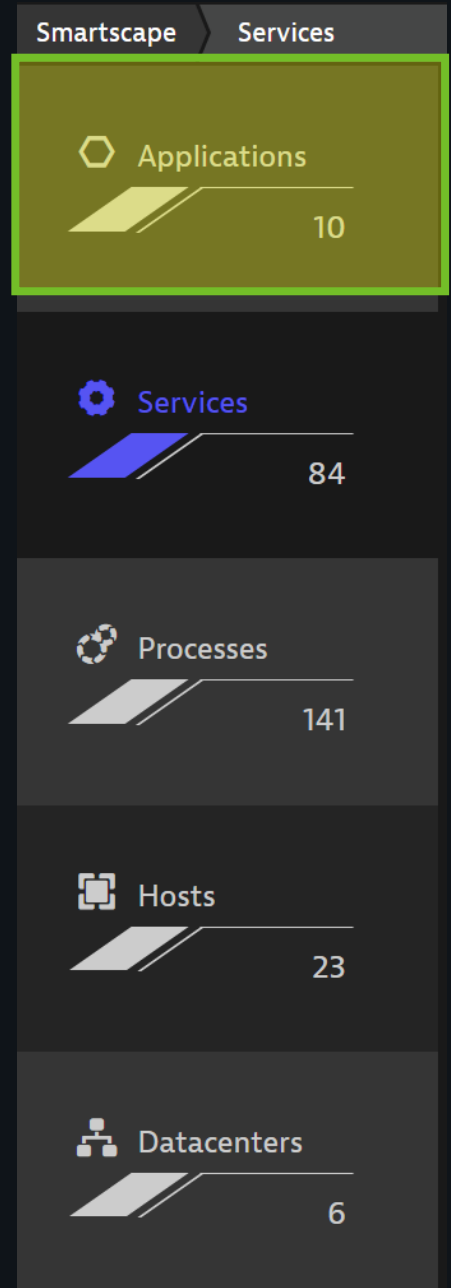 Smartscape Services
Applications
10
Services
84
Processes
141
Hosts
23
Datacenters
6